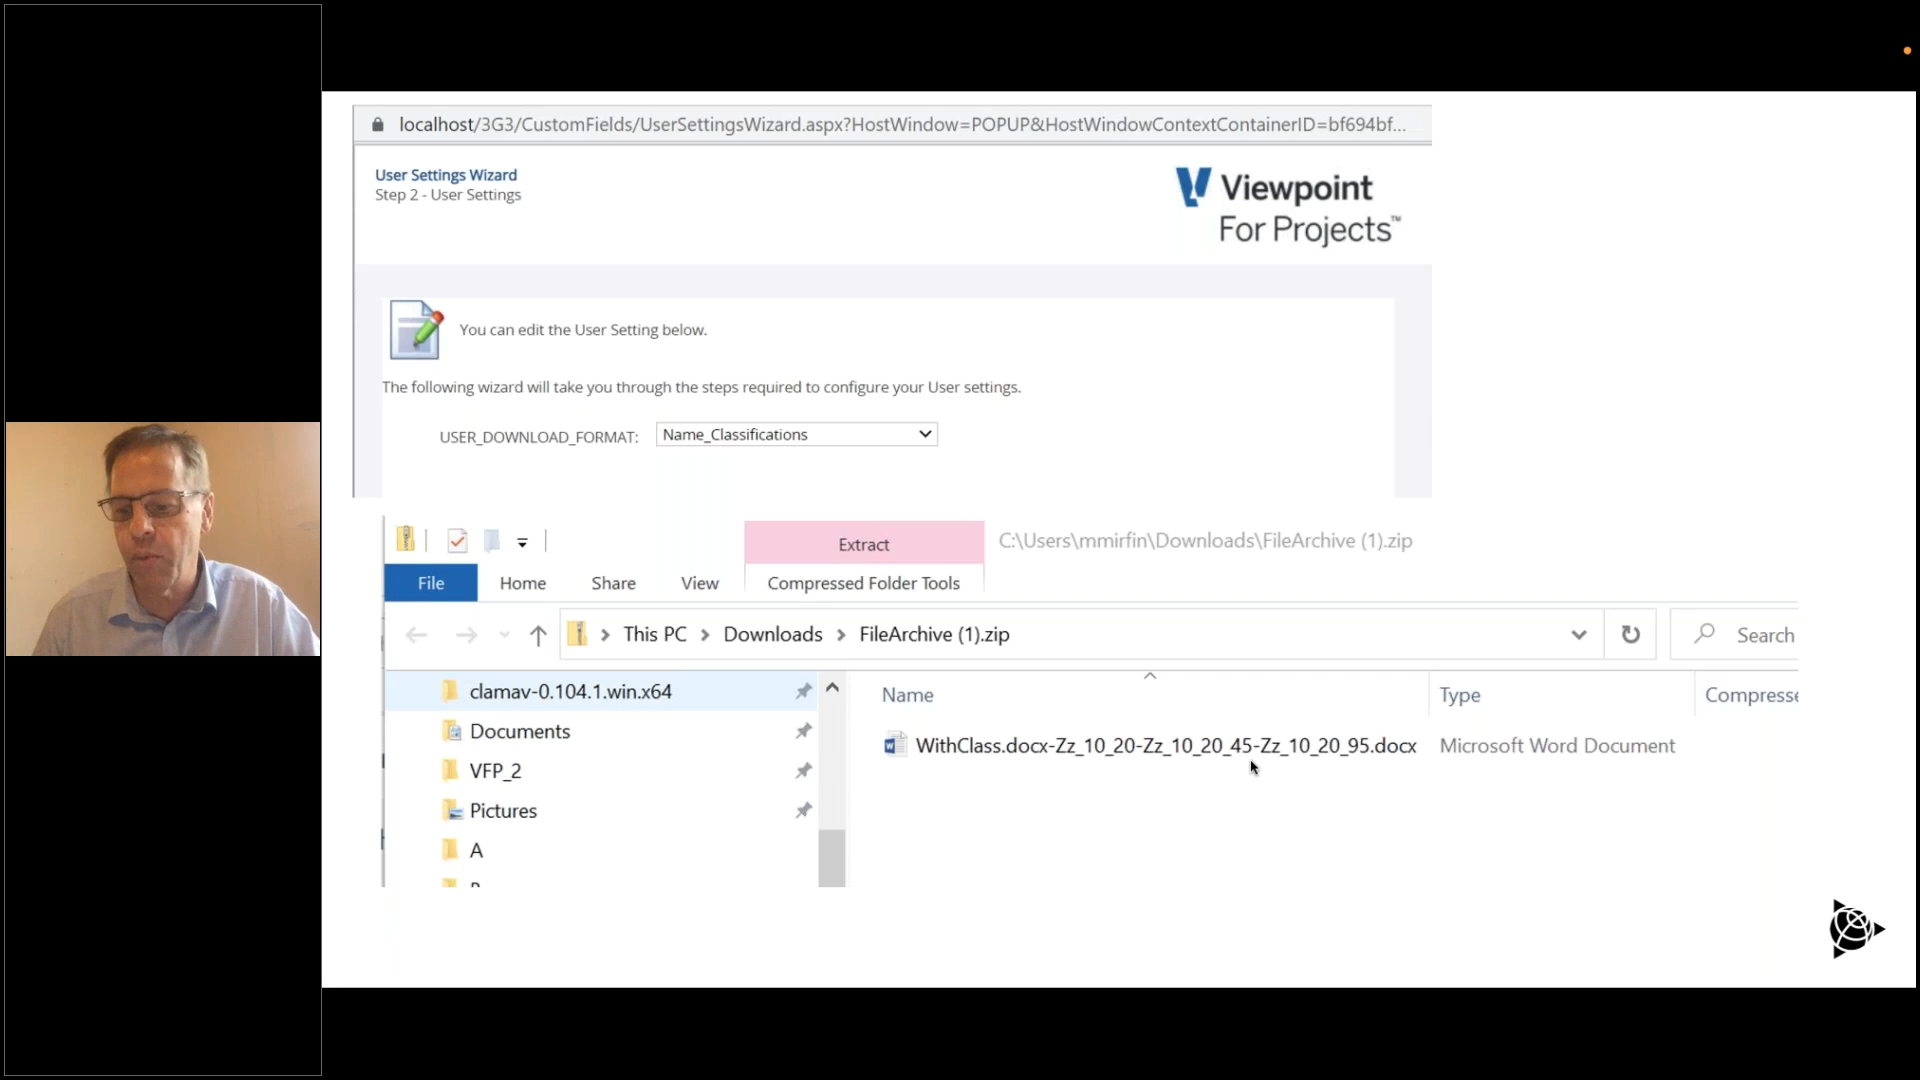 localhost/3G3/CustomFields/UserSettingsWizard.aspx?HostWindow=POPUP&HostWindowContextContainerID=bf694bf...
User Settings Wizard
Step 2 - User Settings
Viewpoint
For Projects™
You can edit the User Setting below.
The following wizard will take you through the steps required to configure your User settings.
USER_DOWNLOAD_FORMAT: Name_Classifications
Extract C:\Users\mmirfin\Downloads\FileArchive (1).zip
File Home Share View Compressed Folder Tools
This PC Downloads FileArchive (1).zip Search
clamav-0.104.1.win.x64
Documents
VFP_2
Pictures
A
Name Type Compresse
WithClass.docx-Zz_10_20-Zz_10_20_45-Zz_10_20_95.docx Microsoft Word Document